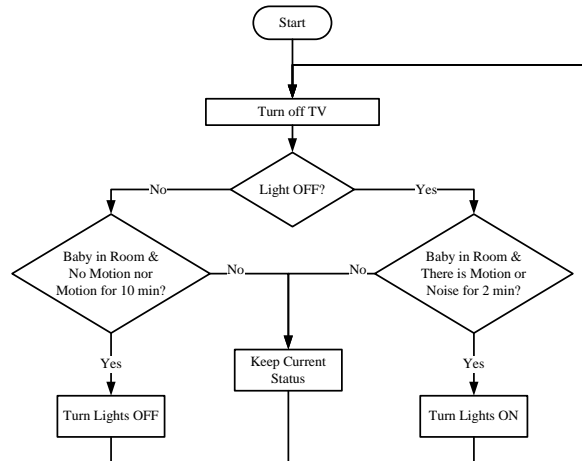 Start
Turn off TV
Light OFF?
No
Yes
Baby in Room &
No Motion nor
Motion for 10 min?
No
No
Baby in Room &
There is Motion or
Noise for 2 min?
Yes
Keep Current
Status
Yes
Turn Lights OFF
Turn Lights ON